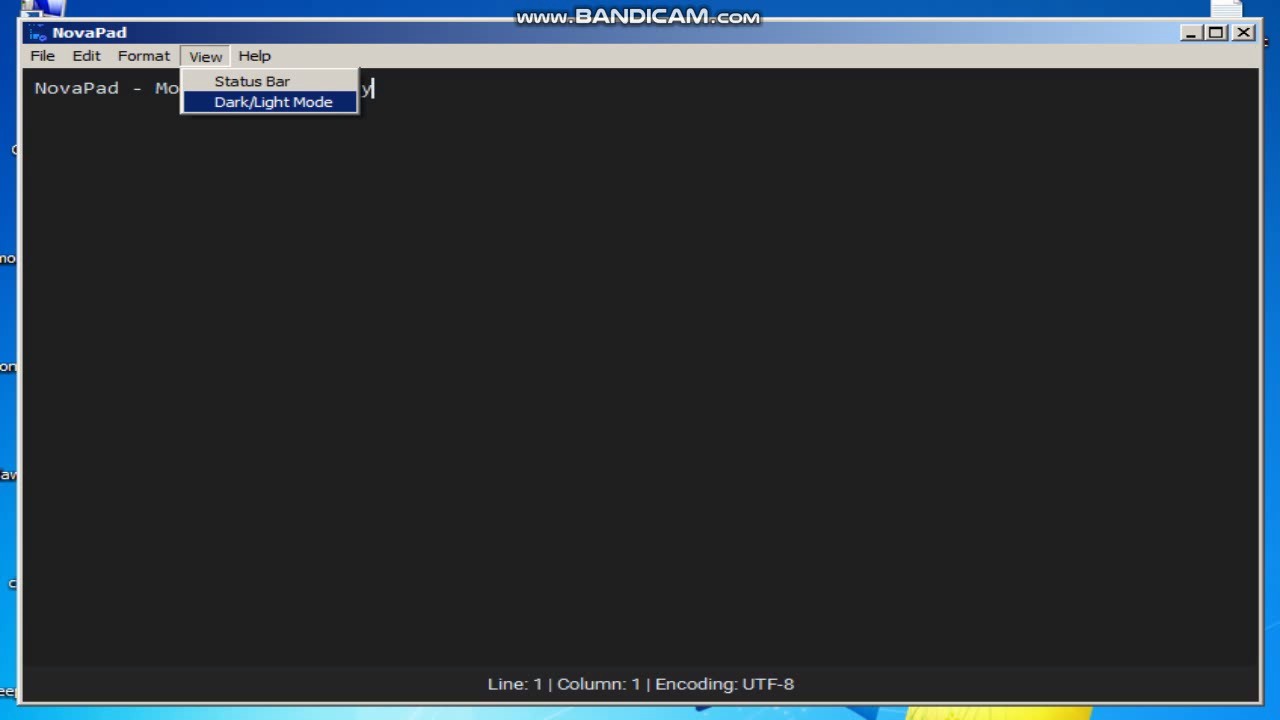 www.BANDICAM.com
NovaPad
File Edit Format View Help
Status Bar
NovaPad - Mo y
Dark/Light Mode
Line: 1 | Column: 1 | Encoding: UTF-8